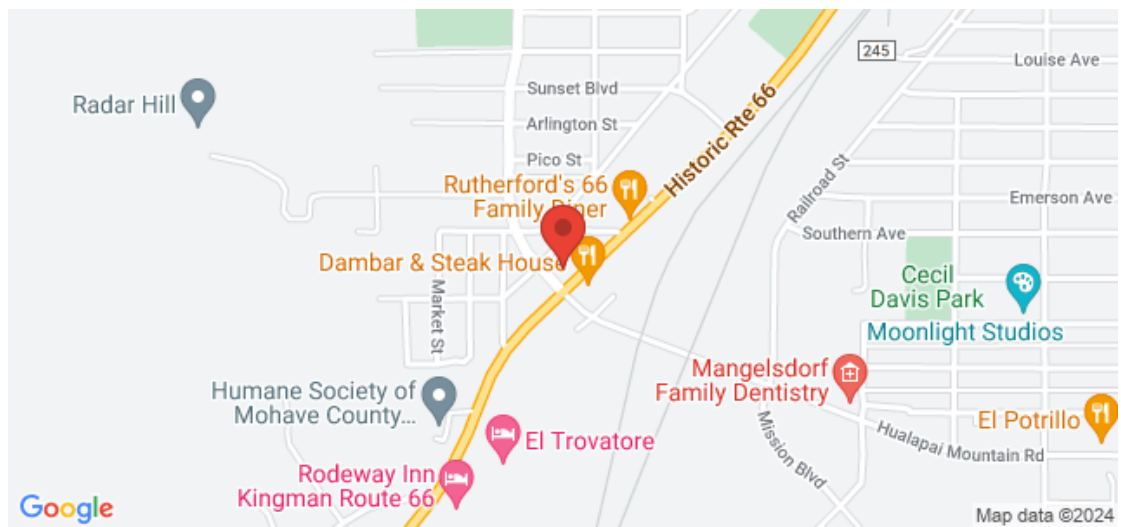 245
Louise Ave
Radar Hill
Sunset Blvd
Historic Rte 66
Arlington St
Pico St
Railroad St
Rutherford's 66
Family Diner
Emerson Ave
Southern Ave
Dambar & Steak House
Cecil
Davis Park
Market St
Moonlight Studios
Mangelsdorf
Family Dentistry
Humane Society of
Mohave County...
El Potrillo
Mission Blvd
Hualapai Mountain Rd
El Trovatore
Rodeway Inn
Kingman Route 66
Google
Map data ©2024